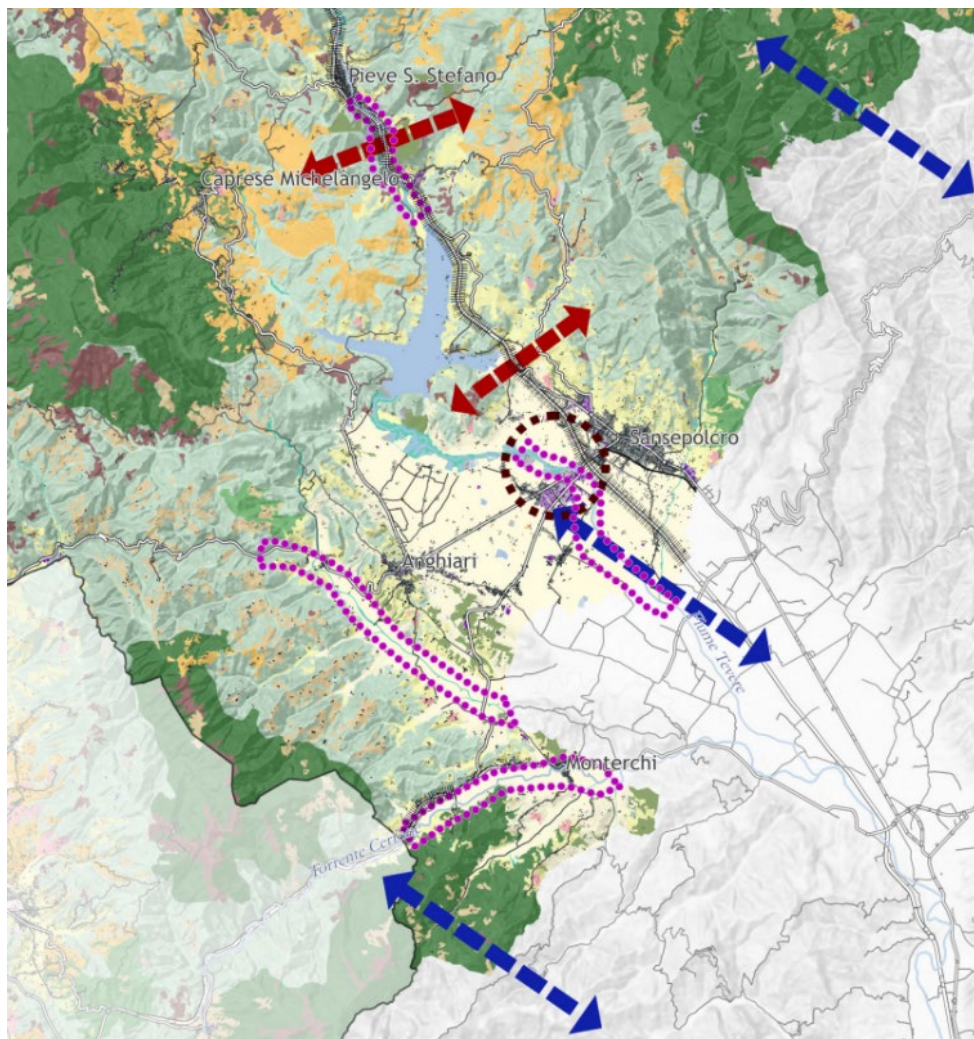 Pieve S. Stefano
Caprese Michelangelo
Sansepolcro
Anghiari
Fiume Tevere
Monterchi
Torrente Cerfone